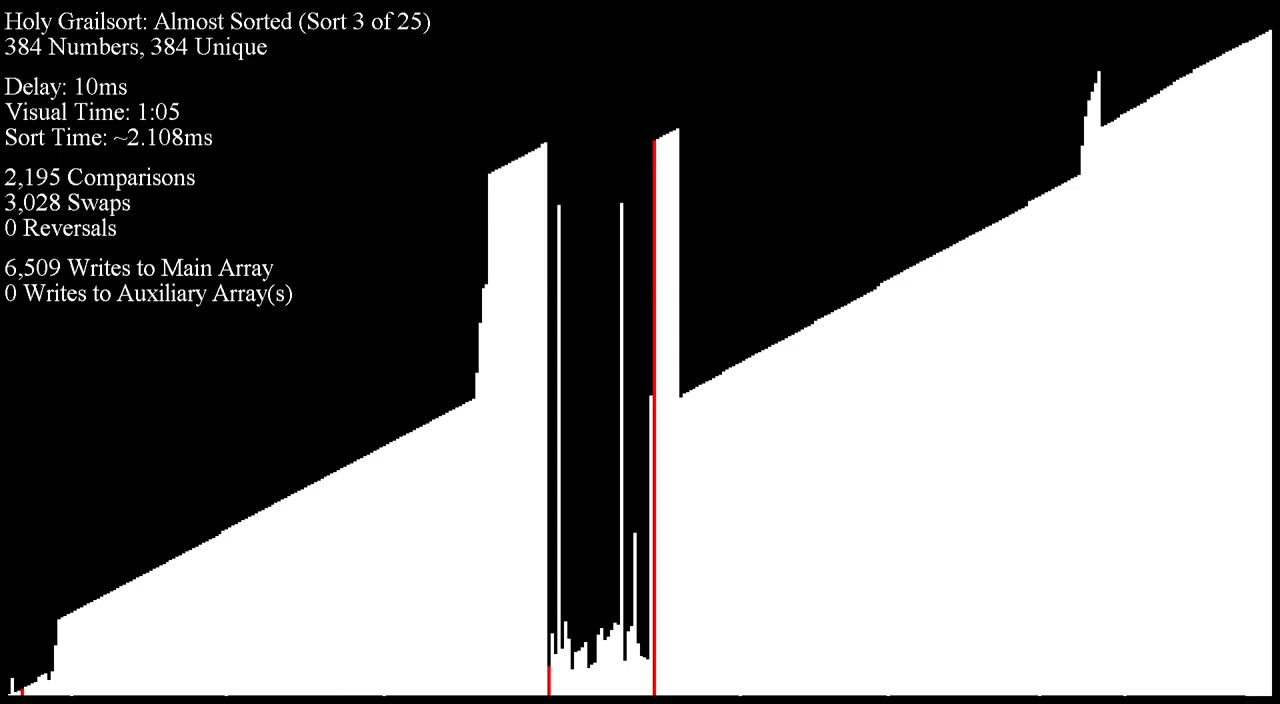 Holy Grailsort: Almost Sorted (Sort 3 of 25)
384 Numbers, 384 Unique
Delay: 10ms
Visual Time: 1:05
Sort Time: ~2.108ms
2,195 Comparisons
3,028 Swaps
0 Reversals
6,509 Writes to Main Array
0 Writes to Auxiliary Array(s)